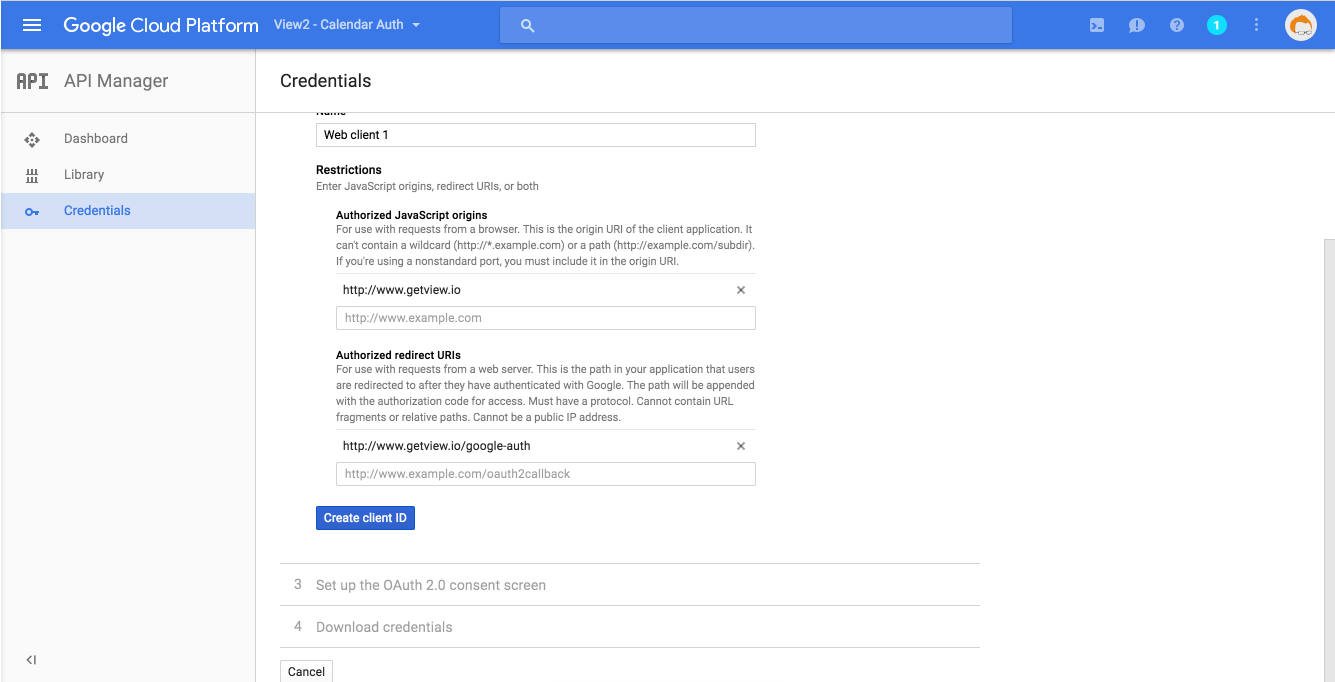 Google Cloud Platform
View2 - Calendar Auth
1
API
API Manager
Credentials
Dashboard
Library
Credentials
Name
Web client 1
Restrictions
Enter JavaScript origins, redirect URIs, or both
Authorized JavaScript origins
For use with requests from a browser. This is the origin URI of the client application. It
can't contain a wildcard (http://*.example.com) or a path (http://example.com/subdir).
If you're using a nonstandard port, you must include it in the origin URI.
http://www.getview.io
http://www.example.com
Authorized redirect URIs
For use with requests from a web server. This is the path in your application that users
are redirected to after they have authenticated with Google. The path will be appended
with the authorization code for access. Must have a protocol. Cannot contain URL
fragments or relative paths. Cannot be a public IP address.
http://www.getview.io/google-auth
http://www.example.com/oauth2callback
Create client ID
3 Set up the OAuth 2.0 consent screen
4 Download credentials
Cancel